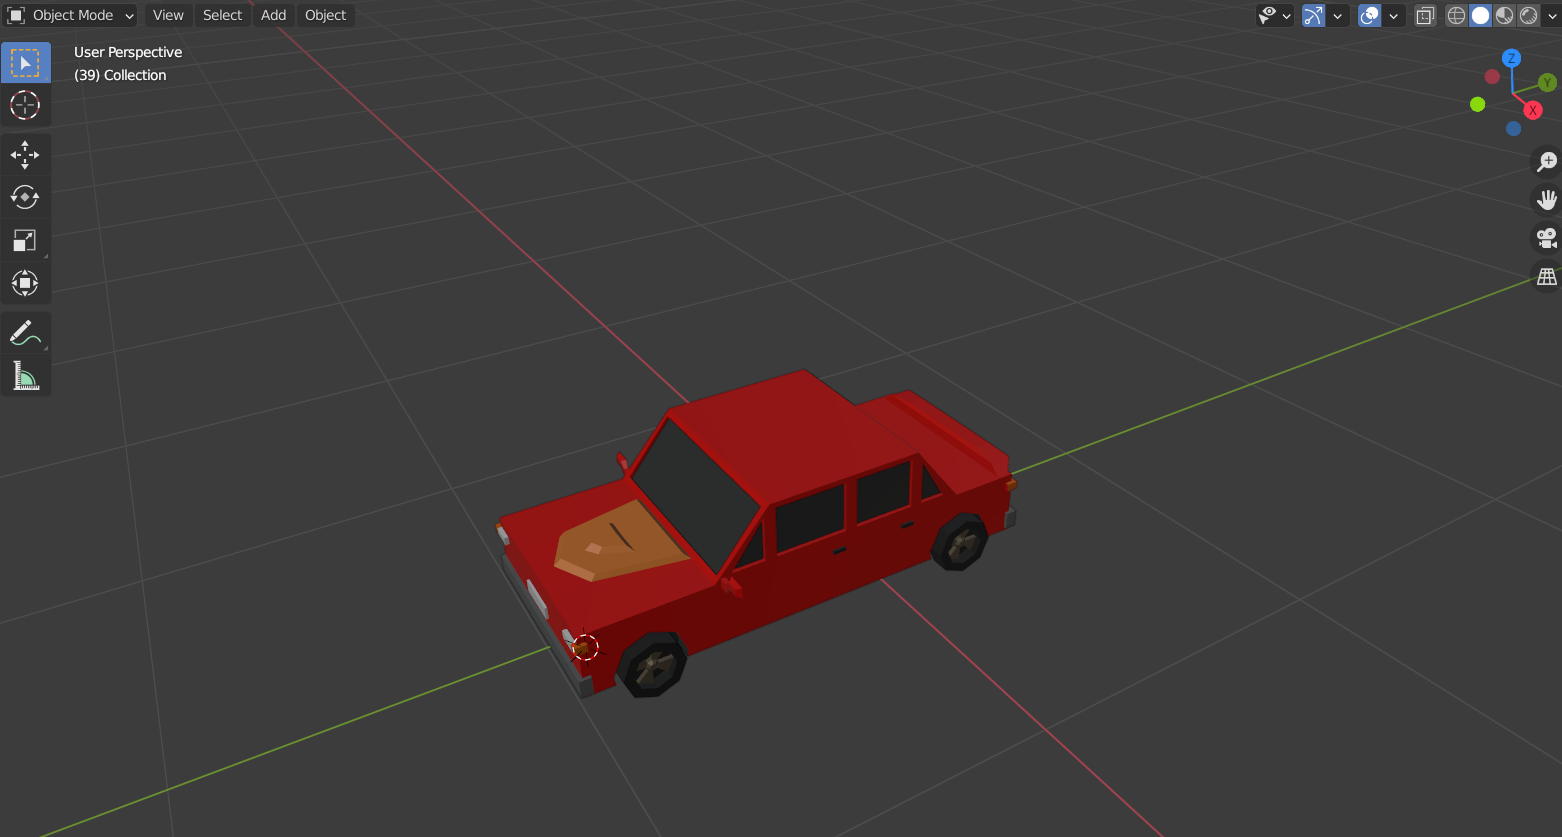 Object Mode View Select Add Object
User Perspective
(39) Collection
Z
Y
X